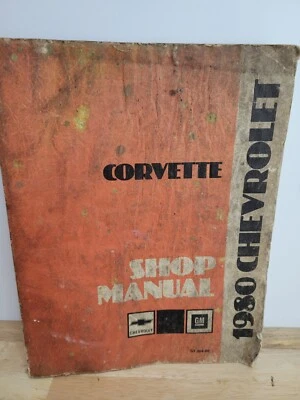 CORVETTE
SHOP
MANUAL
1980 CHEVROLET
CHEVROLET
GM